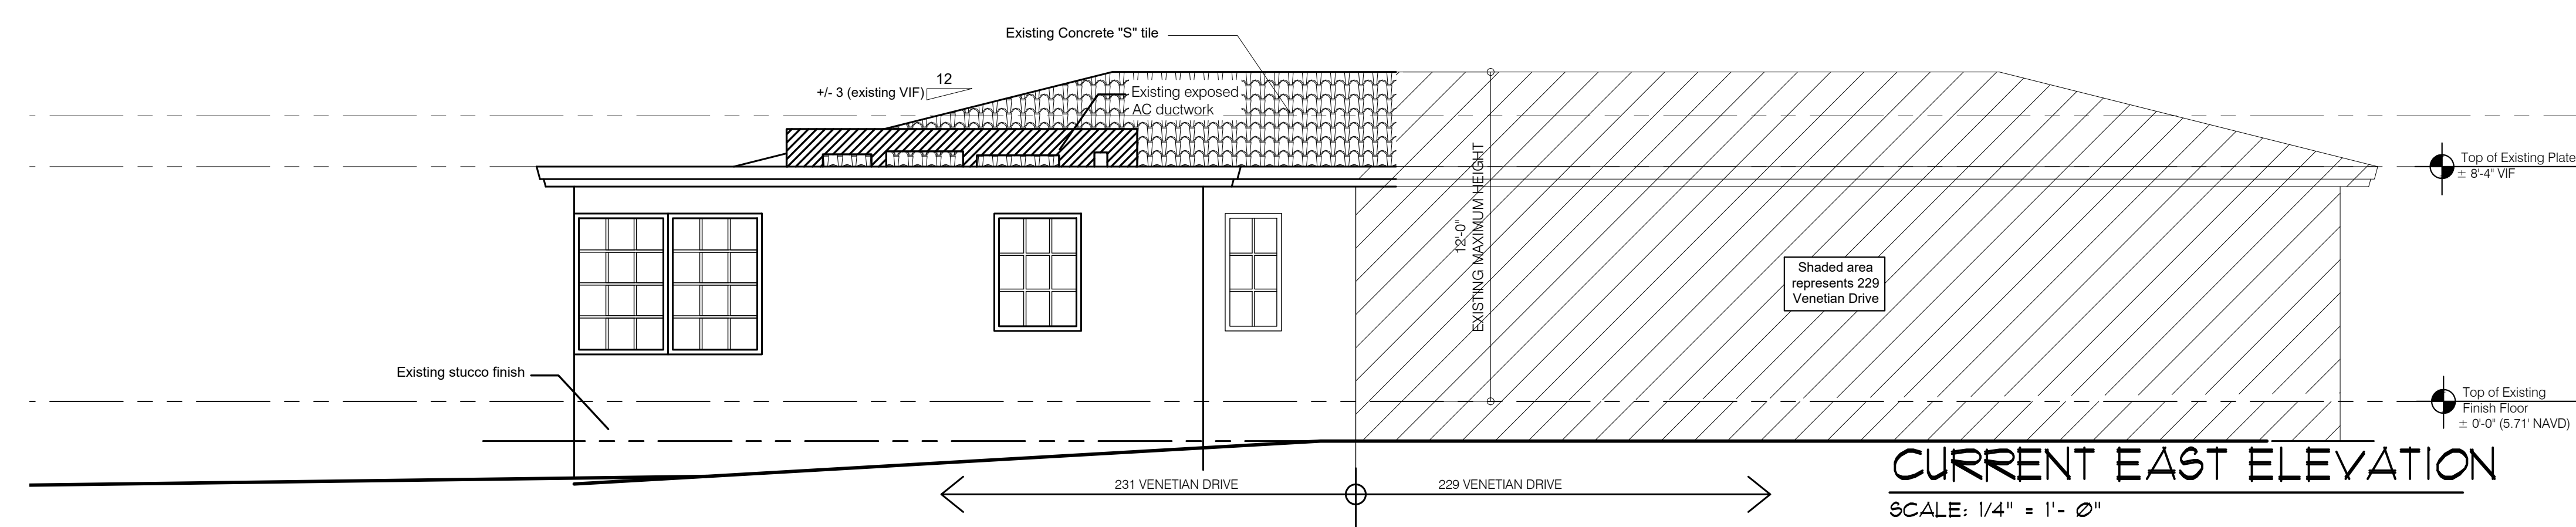 Existing Concrete "S" tile
12
+/- 3 (existing VIF)
Existing exposed
AC ductwork
12'-0"
EXISTING MAXIMUM HEIGHT
Top of Existing Plate
± 8'-4" VIF
Shaded area
represents 229
Venetian Drive
Existing stucco finish
Top of Existing
Finish Floor
± 0'-0" (5.71' NAVD)
231 VENETIAN DRIVE
229 VENETIAN DRIVE
CURRENT EAST ELEVATION
SCALE: 1/4" = 1'- 0"